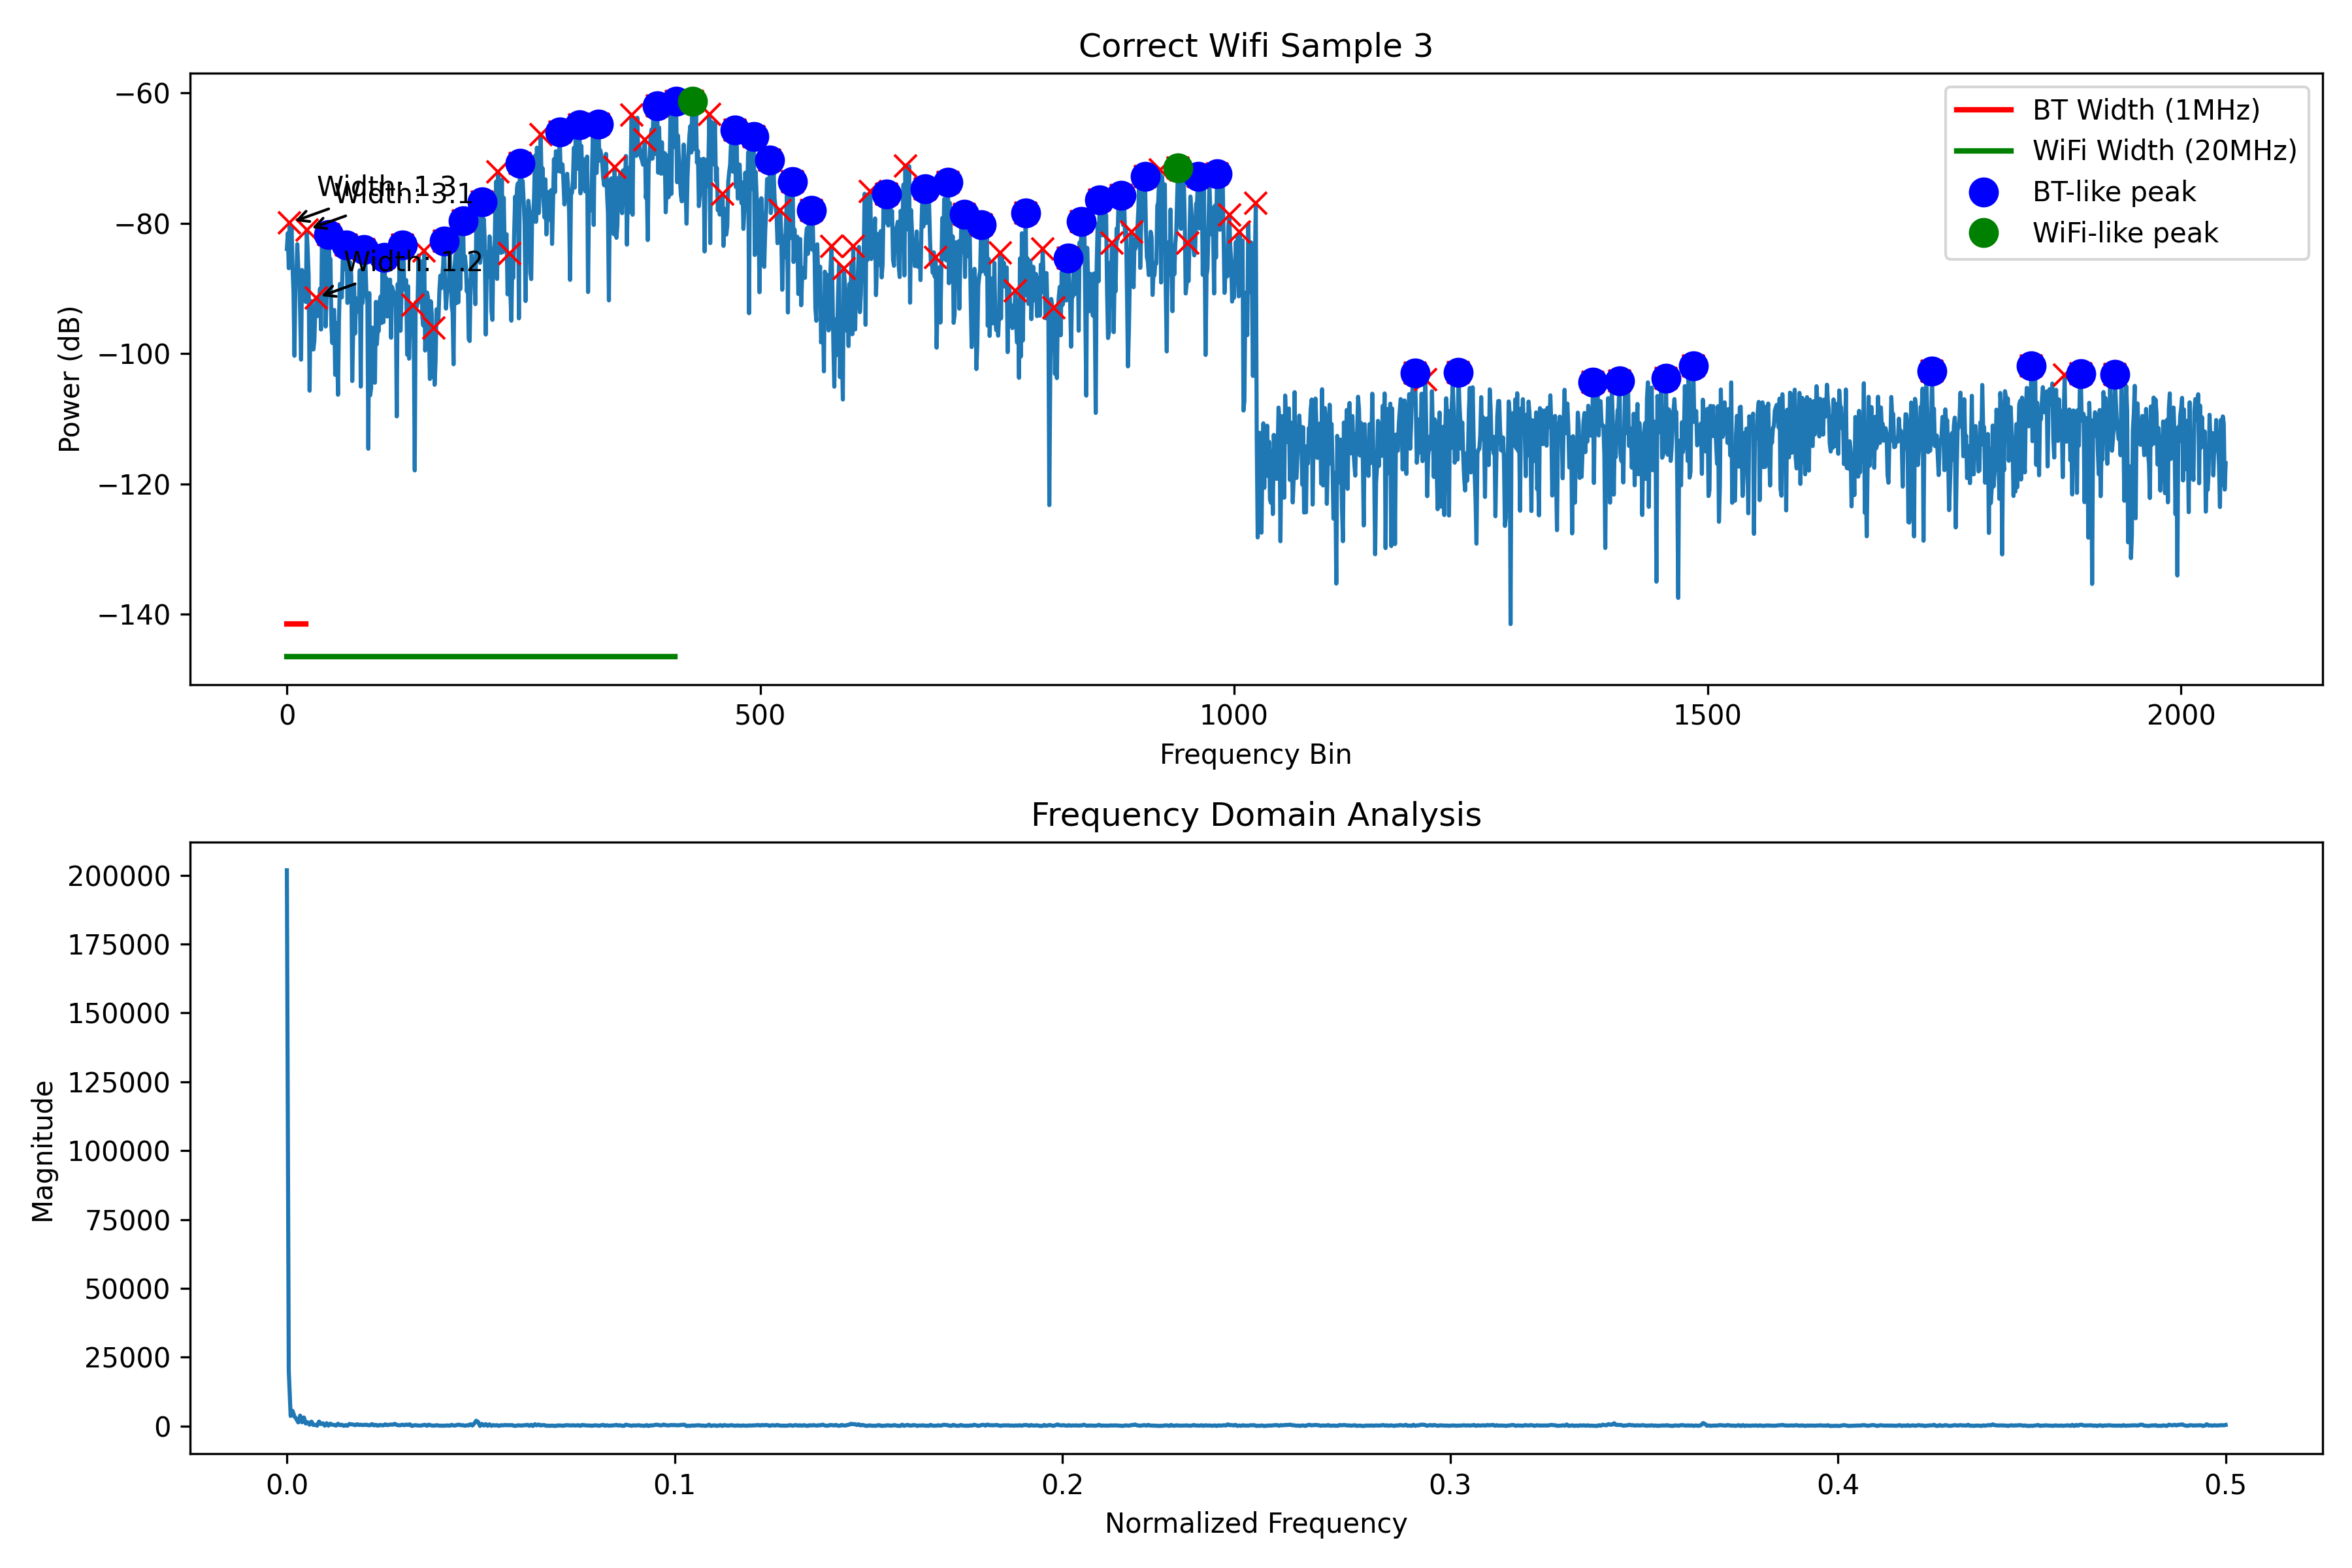 Correct Wifi Sample 3
−60
−80
−100
−120
−140
Power (dB)
Width: 1.3
Width: 3.1
Width: 1.2
BT Width (1MHz)
WiFi Width (20MHz)
BT-like peak
WiFi-like peak
0
500
1000
1500
2000
Frequency Bin
Frequency Domain Analysis
200000
175000
150000
125000
100000
75000
50000
25000
0
Magnitude
0.0
0.1
0.2
0.3
0.4
0.5
Normalized Frequency